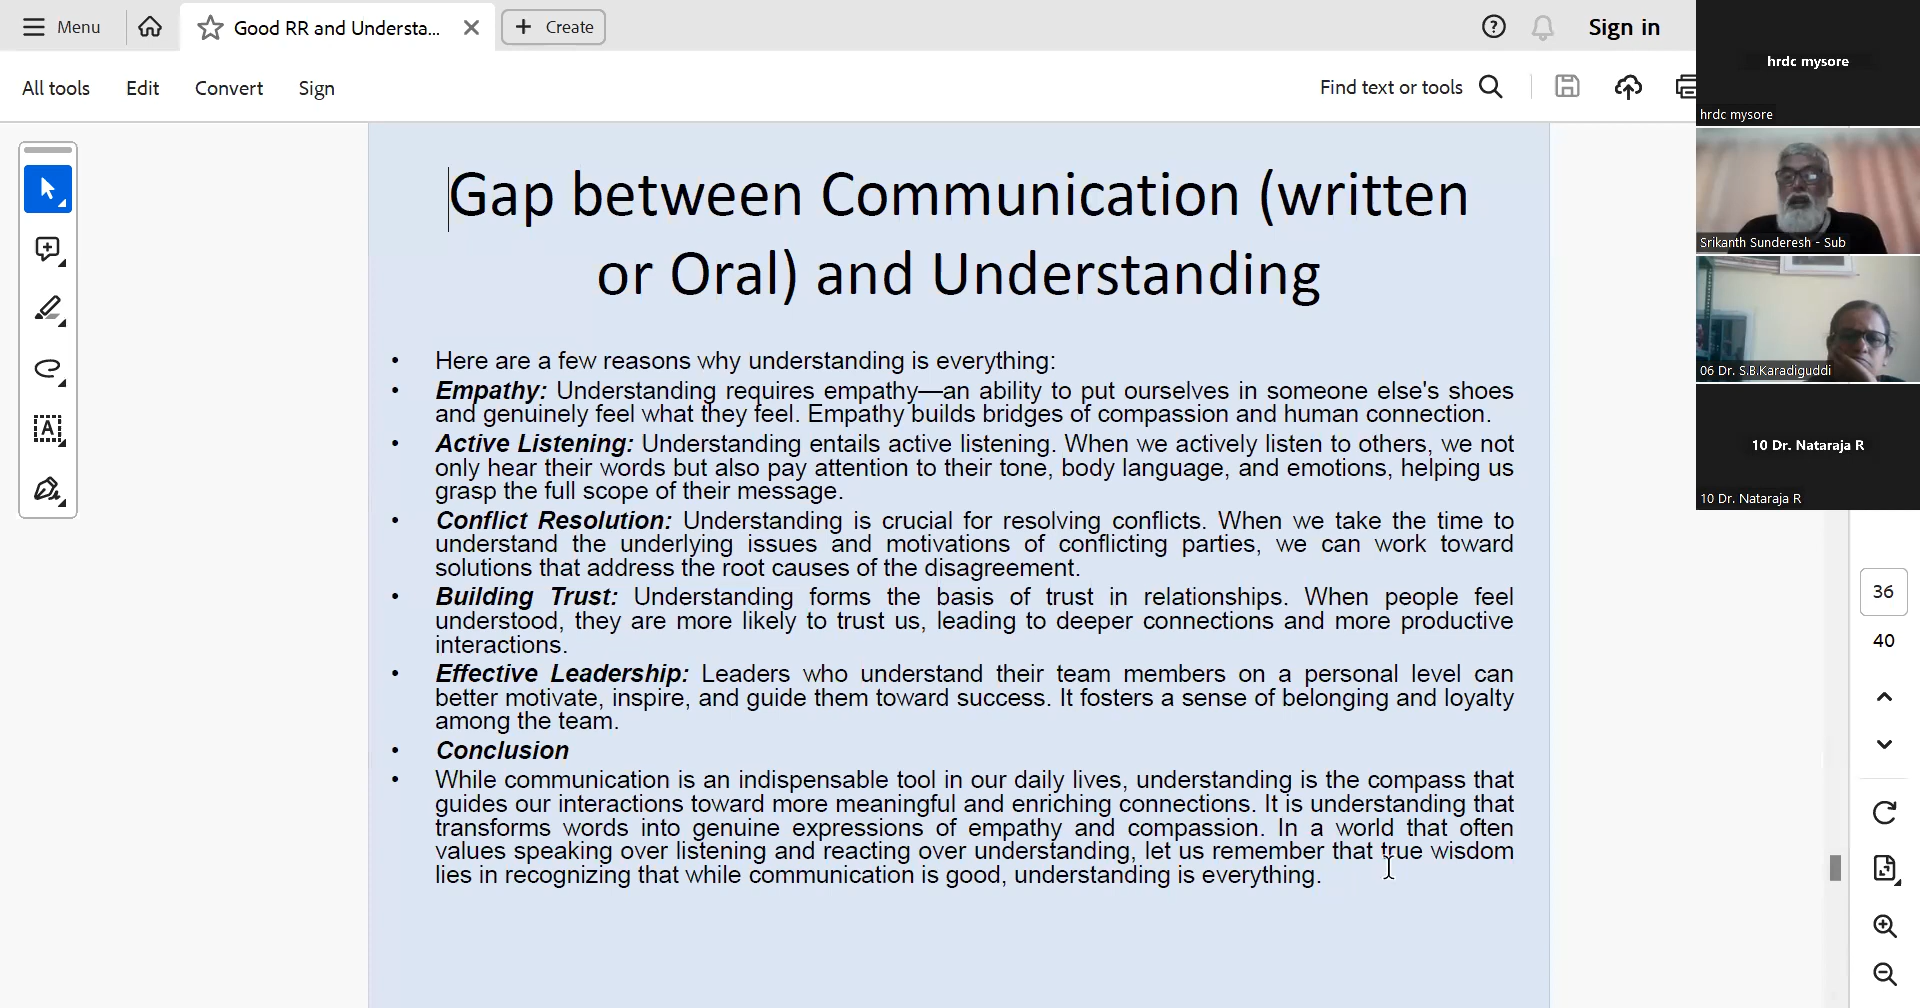 Menu
Good RR and Understa...
Create
Sign in
All tools
Edit
Convert
Sign
Find text or tools
Gap between Communication (written
or Oral) and Understanding
• Here are a few reasons why understanding is everything:
• Empathy: Understanding requires empathy—an ability to put ourselves in someone else's shoes
and genuinely feel what they feel. Empathy builds bridges of compassion and human connection.
• Active Listening: Understanding entails active listening. When we actively listen to others, we not
only hear their words but also pay attention to their tone, body language, and emotions, helping us
grasp the full scope of their message.
• Conflict Resolution: Understanding is crucial for resolving conflicts. When we take the time to
understand the underlying issues and motivations of conflicting parties, we can work toward
solutions that address the root causes of the disagreement.
• Building Trust: Understanding forms the basis of trust in relationships. When people feel
understood, they are more likely to trust us, leading to deeper connections and more productive
interactions.
• Effective Leadership: Leaders who understand their team members on a personal level can
better motivate, inspire, and guide them toward success. It fosters a sense of belonging and loyalty
among the team.
• Conclusion
• While communication is an indispensable tool in our daily lives, understanding is the compass that
guides our interactions toward more meaningful and enriching connections. It is understanding that
transforms words into genuine expressions of empathy and compassion. In a world that often
values speaking over listening and reacting over understanding, let us remember that true wisdom
lies in recognizing that while communication is good, understanding is everything.
hrdc mysore
hrdc mysore
Srikanth Sunderesh - Sub
06 Dr. S.B.Karadiguddi
10 Dr. Nataraja R
10 Dr. Nataraja R
36
40